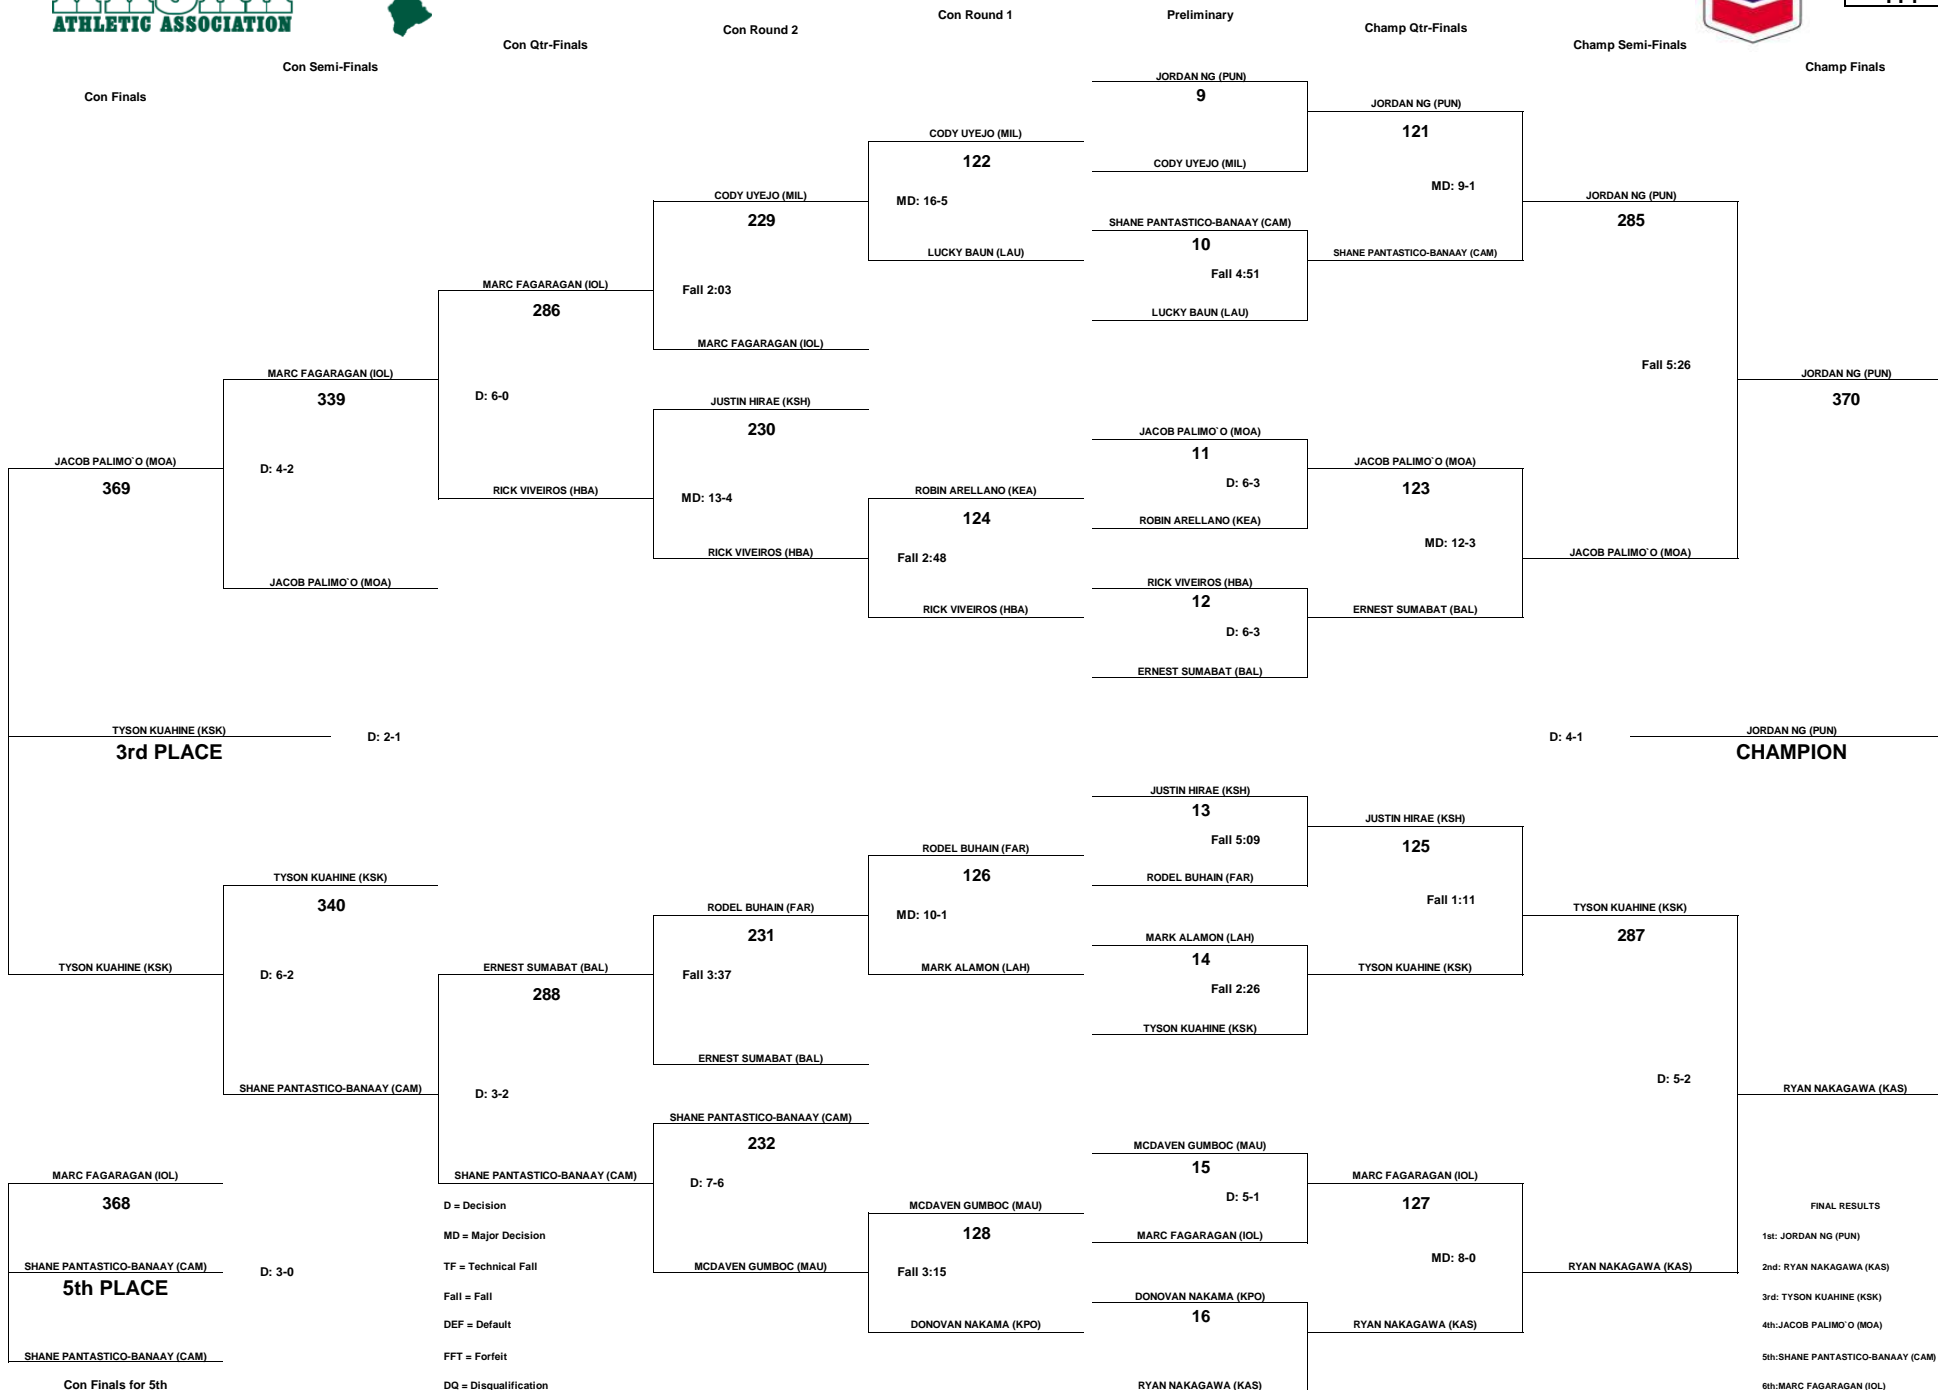 ATHLETIC ASSOCIATION
Con Round 1
Preliminary
Con Round 2
Champ Qtr-Finals
Con Qtr-Finals
Champ Semi-Finals
Con Semi-Finals
Champ Finals
Con Finals
JORDAN NG (PUN)
9
CODY UYEJO (MIL)
SHANE PANTASTICO-BANAAY (CAM)
10
Fall 4:51
LUCKY BAUN (LAU)
JACOB PALIMO`O (MOA)
11
D: 6-3
ROBIN ARELLANO (KEA)
RICK VIVEIROS (HBA)
12
D: 6-3
ERNEST SUMABAT (BAL)
JUSTIN HIRAE (KSH)
13
Fall 5:09
RODEL BUHAIN (FAR)
MARK ALAMON (LAH)
14
Fall 2:26
TYSON KUAHINE (KSK)
MCDAVEN GUMBOC (MAU)
15
D: 5-1
MARC FAGARAGAN (IOL)
DONOVAN NAKAMA (KPO)
16
RYAN NAKAGAWA (KAS)
JORDAN NG (PUN)
121
MD: 9-1
SHANE PANTASTICO-BANAAY (CAM)
JACOB PALIMO`O (MOA)
123
MD: 12-3
ERNEST SUMABAT (BAL)
JUSTIN HIRAE (KSH)
125
Fall 1:11
TYSON KUAHINE (KSK)
MARC FAGARAGAN (IOL)
127
MD: 8-0
RYAN NAKAGAWA (KAS)
JORDAN NG (PUN)
285
Fall 5:26
JACOB PALIMO`O (MOA)
TYSON KUAHINE (KSK)
287
D: 5-2
RYAN NAKAGAWA (KAS)
JORDAN NG (PUN)
370
D: 4-1
JORDAN NG (PUN)
CHAMPION
RYAN NAKAGAWA (KAS)
CODY UYEJO (MIL)
122
MD: 16-5
LUCKY BAUN (LAU)
ROBIN ARELLANO (KEA)
124
Fall 2:48
RICK VIVEIROS (HBA)
RODEL BUHAIN (FAR)
126
MD: 10-1
MARK ALAMON (LAH)
MCDAVEN GUMBOC (MAU)
128
Fall 3:15
DONOVAN NAKAMA (KPO)
CODY UYEJO (MIL)
229
Fall 2:03
MARC FAGARAGAN (IOL)
JUSTIN HIRAE (KSH)
230
MD: 13-4
RICK VIVEIROS (HBA)
RODEL BUHAIN (FAR)
231
Fall 3:37
ERNEST SUMABAT (BAL)
SHANE PANTASTICO-BANAAY (CAM)
232
D: 7-6
MCDAVEN GUMBOC (MAU)
MARC FAGARAGAN (IOL)
286
D: 6-0
RICK VIVEIROS (HBA)
ERNEST SUMABAT (BAL)
288
D: 3-2
SHANE PANTASTICO-BANAAY (CAM)
MARC FAGARAGAN (IOL)
339
D: 4-2
JACOB PALIMO`O (MOA)
TYSON KUAHINE (KSK)
340
D: 6-2
SHANE PANTASTICO-BANAAY (CAM)
JACOB PALIMO`O (MOA)
369
TYSON KUAHINE (KSK)
3rd PLACE
D: 2-1
TYSON KUAHINE (KSK)
MARC FAGARAGAN (IOL)
368
SHANE PANTASTICO-BANAAY (CAM)
5th PLACE
D: 3-0
SHANE PANTASTICO-BANAAY (CAM)
Con Finals for 5th
D = Decision
MD = Major Decision
TF = Technical Fall
Fall = Fall
DEF = Default
FFT = Forfeit
DQ = Disqualification
FINAL RESULTS
1st: JORDAN NG (PUN)
2nd: RYAN NAKAGAWA (KAS)
3rd: TYSON KUAHINE (KSK)
4th:JACOB PALIMO`O (MOA)
5th:SHANE PANTASTICO-BANAAY (CAM)
6th:MARC FAGARAGAN (IOL)